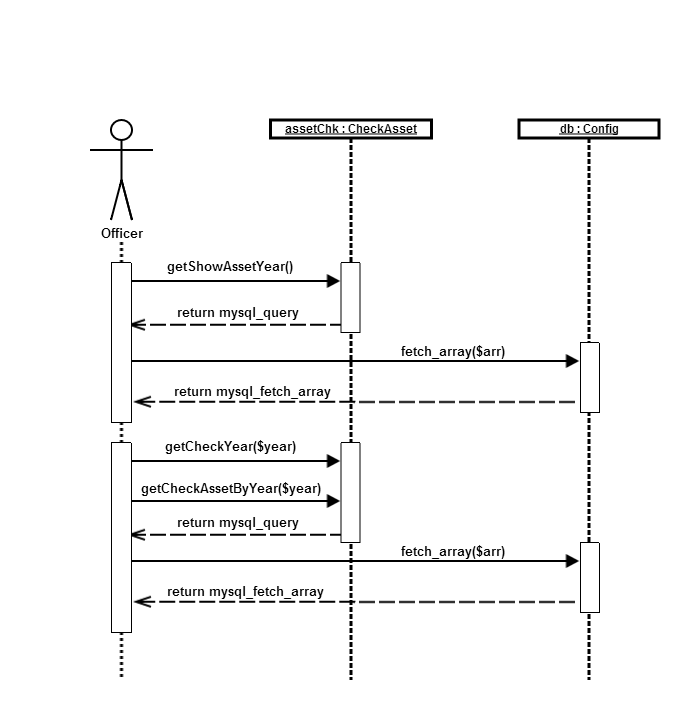 assetChk : CheckAsset
db : Config
Officer
getShowAssetYear()
return mysql_query
fetch_array($arr)
return mysql_fetch_array
getCheckYear($year)
getCheckAssetByYear($year)
return mysql_query
fetch_array($arr)
return mysql_fetch_array